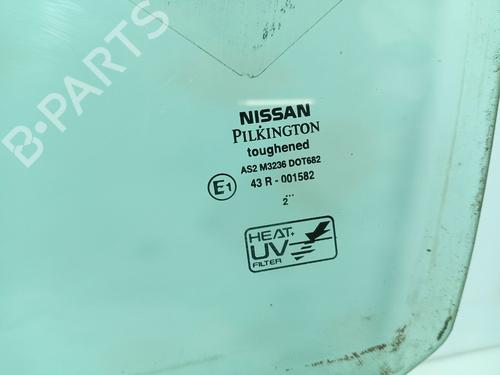 B-PARTS
NISSAN
PILKINGTON
toughened
AS2 M3236 DOT682
E1 43 R - 001582
2...
HEAT+
UV
FILTER